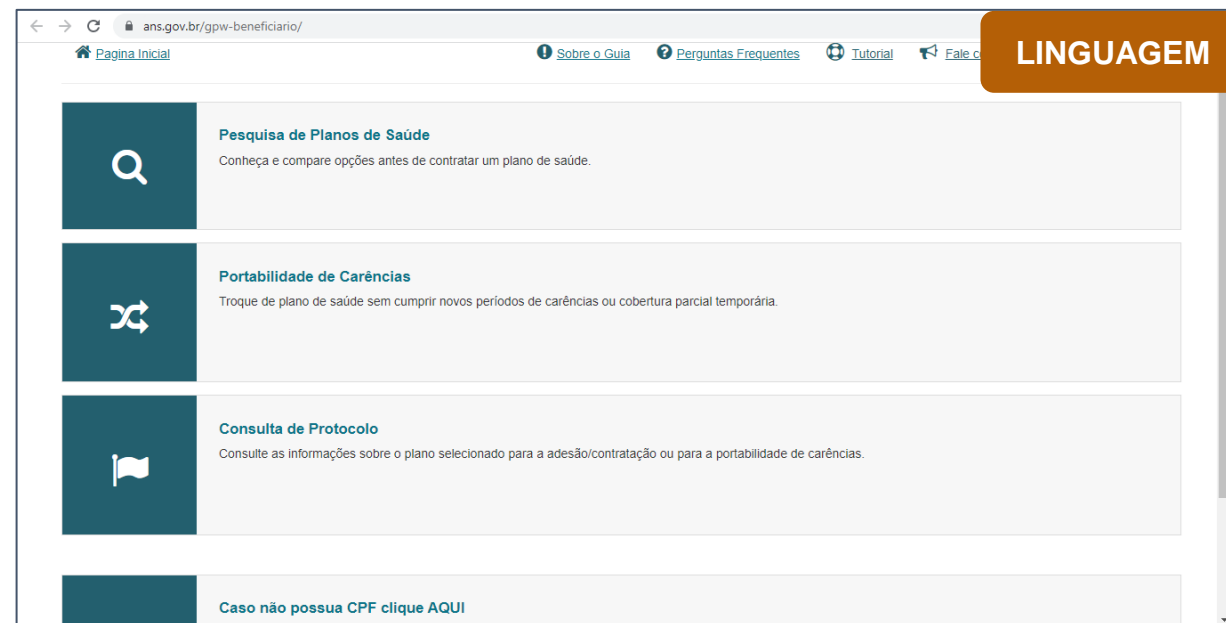 ans.gov.br/gpw-beneficiario/
LINGUAGEM
Pagina Inicial
Sobre o Guia
Perguntas Frequentes
Tutorial
Fale
Pesquisa de Planos de Saúde
Conheça e compare opções antes de contratar um plano de saúde.
Portabilidade de Carências
Troque de plano de saúde sem cumprir novos períodos de carências ou cobertura parcial temporária.
Consulta de Protocolo
Consulte as informações sobre o plano selecionado para a adesão/contratação ou para a portabilidade de carências.
Caso não possua CPF clique AQUI